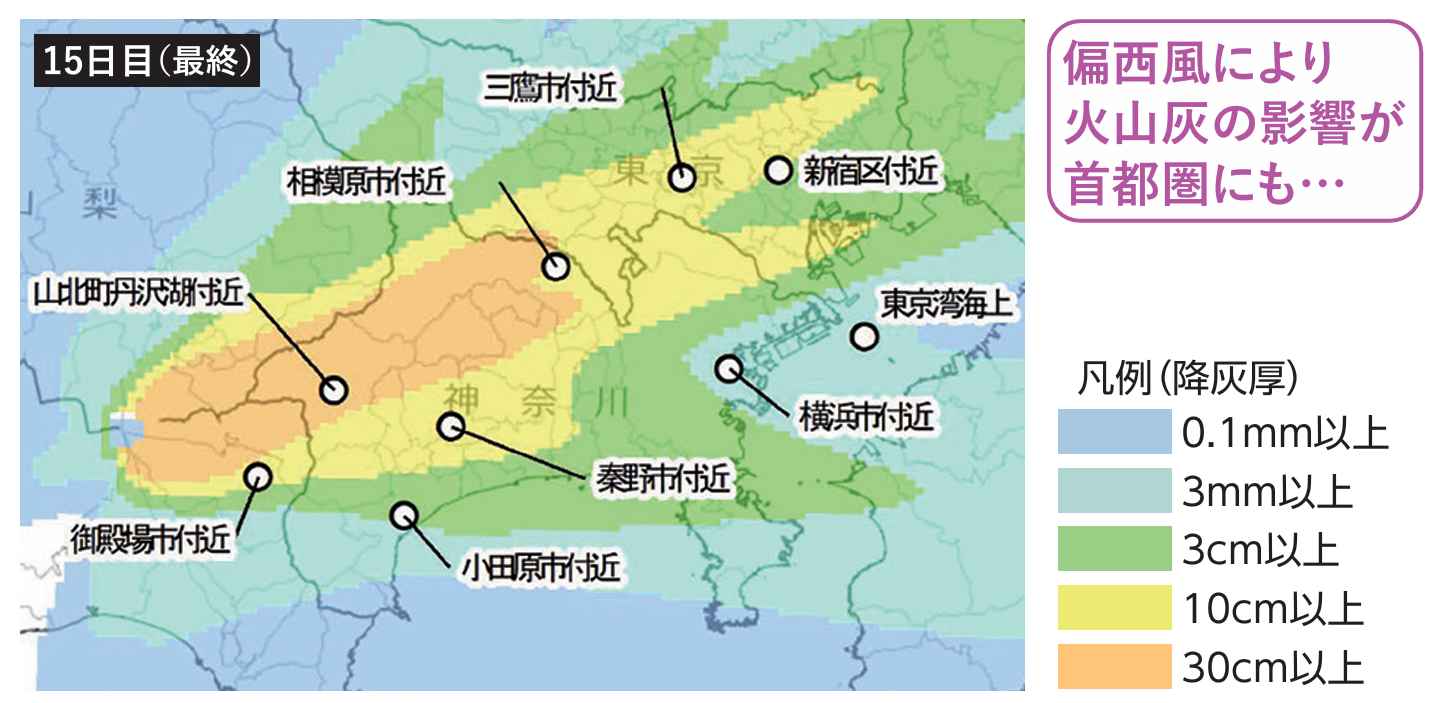 15日目（最終）
偏西風により
火山灰の影響が
首都圏にも…
三鷹市付近
東京
新宿区付近
相模原市付近
梨
山北町丹沢湖付近
東京湾海上
神奈川
横浜市付近
秦野市付近
御殿場市付近
小田原市付近
凡例（降灰厚）
0.1mm以上
3mm以上
3cm以上
10cm以上
30cm以上